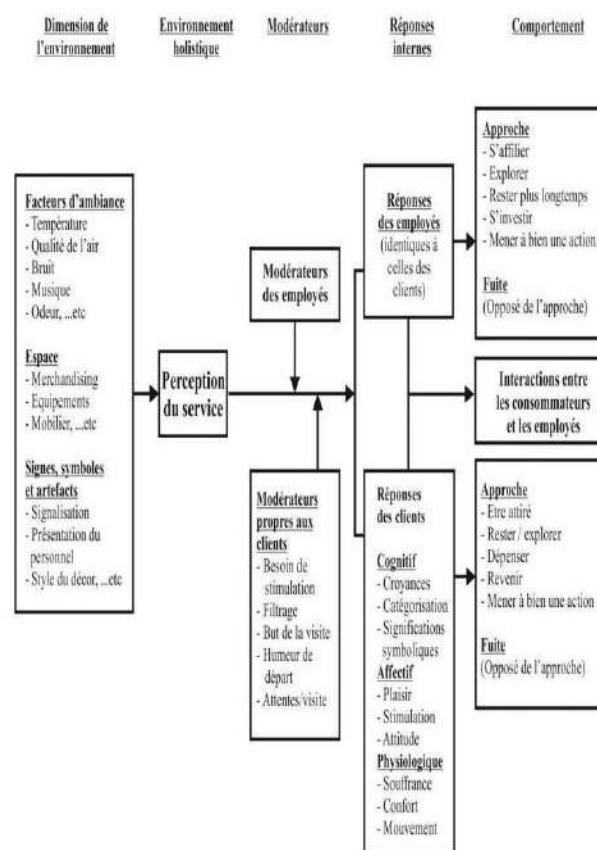 Dimension de
l'environnement
Environnement
holistique
Modérateurs
Réponses
internes
Comportement
Facteurs d'ambiance
- Température
- Qualité de l'air
- Bruit
- Musique
- Odeur, ...etc
Espace
- Merchandising
- Equipements
- Mobilier, ...etc
Signes, symboles
et artefacts
- Signalisation
- Présentation du
personnel
- Style du décor, ...etc
Perception
du service
Modérateurs
des employés
Modérateurs
propres aux
clients
- Besoin de
stimulation
- Filtrage
- But de la visite
- Humeur de
départ
- Attentes/visite
Réponses
des employés
(identiques à
celles des
clients)
Réponses
des clients
Cognitif
- Croyances
- Catégorisation
- Significations
symboliques
Affectif
- Plaisir
- Stimulation
- Attitude
Physiologique
- Souffrance
- Confort
- Mouvement
Approche
- S'affilier
- Explorer
- Rester plus longtemps
- S'investir
- Mener à bien une action
Fuite
(Opposé de l'approche)
Interactions entre
les consommateurs
et les employés
Approche
- Etre attiré
- Rester / explorer
- Dépenser
- Revenir
- Mener à bien une action
Fuite
(Opposé de l'approche)